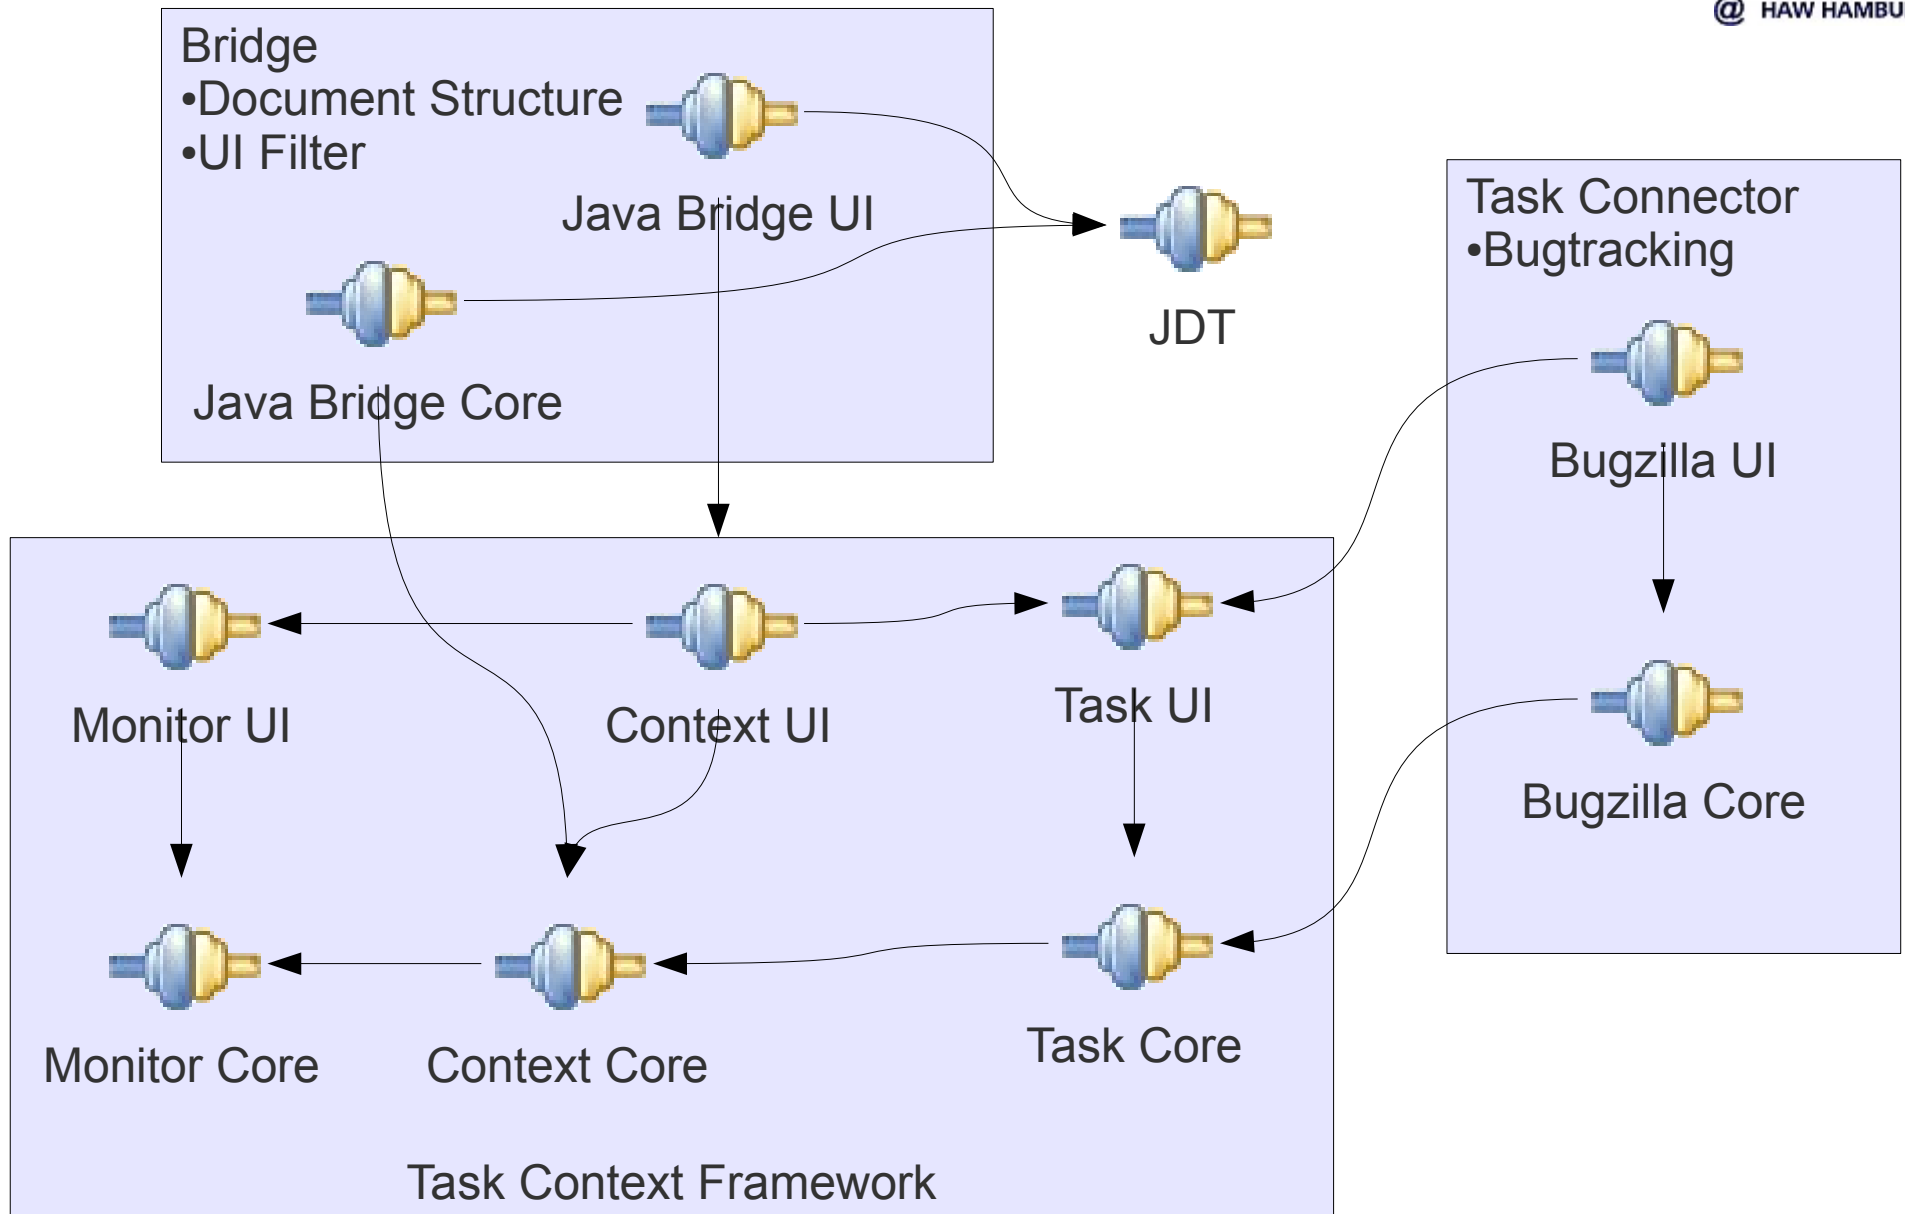 @ HAW HAMBU
Bridge
•Document Structure
•UI Filter
Java Bridge UI
Java Bridge Core
JDT
Task Connector
•Bugtracking
Bugzilla UI
Bugzilla Core
Monitor UI
Context UI
Task UI
Monitor Core
Context Core
Task Core
Task Context Framework